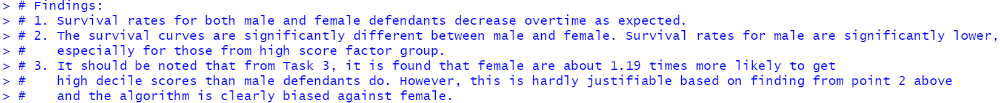 > # Findings:
> # 1. Survival rates for both male and female defendants decrease overtime as expected.
> # 2. The survival curves are significantly different between male and female. Survival rates for male are significantly lower,
> #    especially for those from high score factor group.
> # 3. It should be noted that from Task 3, it is found that female are about 1.19 times more likely to get
> #    high decile scores than male defendants do. However, this is hardly justifiable based on finding from point 2 above
> #    and the algorithm is clearly biased against female.